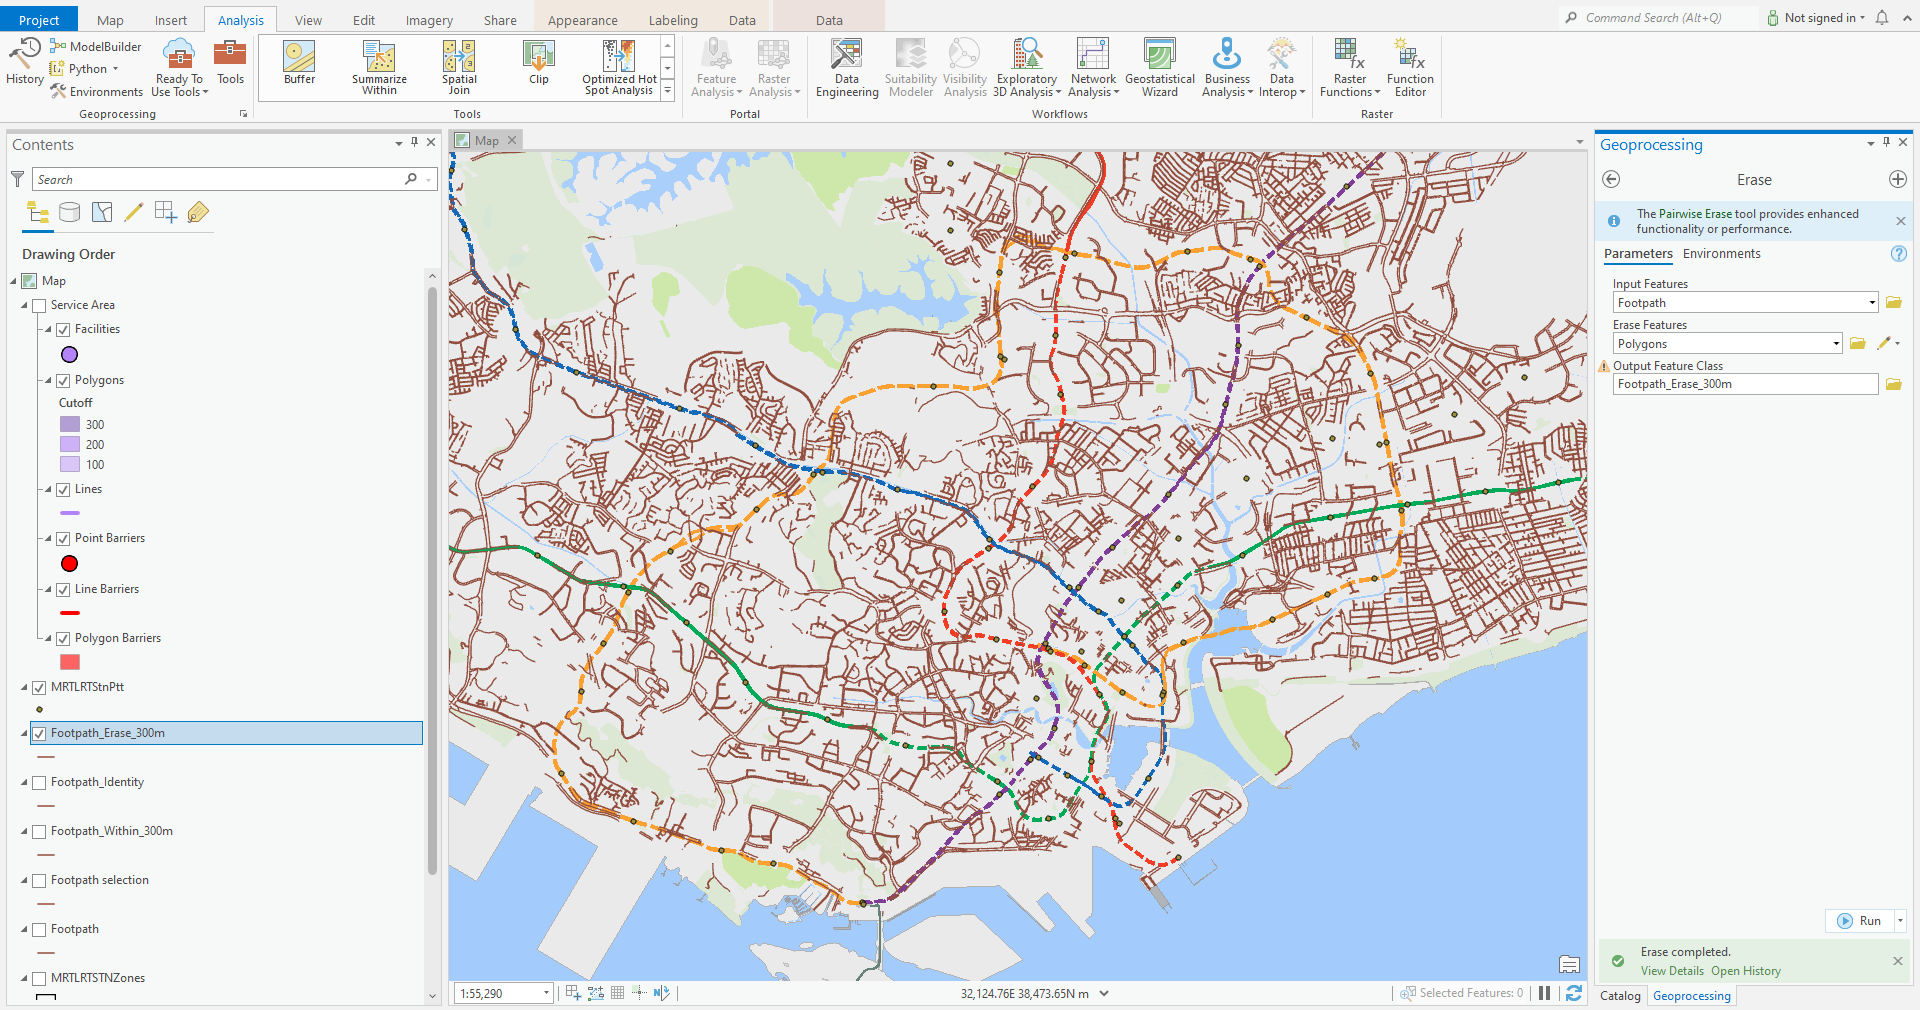 Project
Map
Insert
Analysis
View
Edit
Imagery
Share
Appearance
Labeling
Data
Data
Command Search (Alt+Q)
Not signed in
History
ModelBuilder
Python
Environments
Ready To
Use Tools
Tools
Geoprocessing
Buffer
Summarize
Within
Spatial
Join
Clip
Optimized Hot
Spot Analysis
Tools
Feature
Analysis
Raster
Analysis
Portal
Data
Engineering
Suitability
Modeler
Visibility
Analysis
Exploratory
3D Analysis
Network
Analysis
Geostatistical
Wizard
Business
Analysis
Data
Interop
Workflows
Raster
Functions
Function
Editor
Raster
Contents
Search
Drawing Order
Map
Service Area
Facilities
Polygons
Cutoff
300
200
100
Lines
Point Barriers
Line Barriers
Polygon Barriers
MRTLRTStnPtt
Footpath_Erase_300m
Footpath_Identity
Footpath_Within_300m
Footpath selection
Footpath
MRTLRTSTNZones
Map
1:55,290
32,124.76E 38,473.65N m
Selected Features: 0
Geoprocessing
Erase
The Pairwise Erase tool provides enhanced
functionality or performance.
Parameters
Environments
Input Features
Footpath
Erase Features
Polygons
Output Feature Class
Footpath_Erase_300m
Run
Erase completed.
View Details Open History
Catalog
Geoprocessing